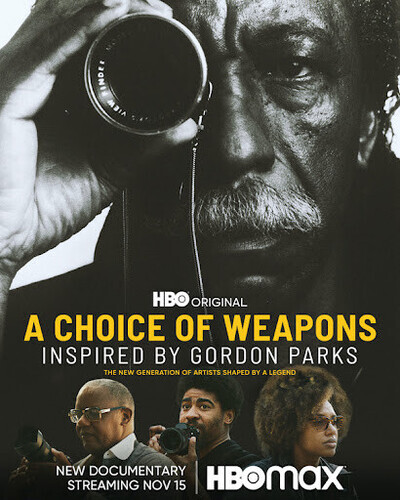 HBO ORIGINAL
A CHOICE OF WEAPONS
INSPIRED BY GORDON PARKS
THE NEW GENERATION OF ARTISTS SHAPED BY A LEGEND
NEW DOCUMENTARY
STREAMING NOV 15
HBOmax